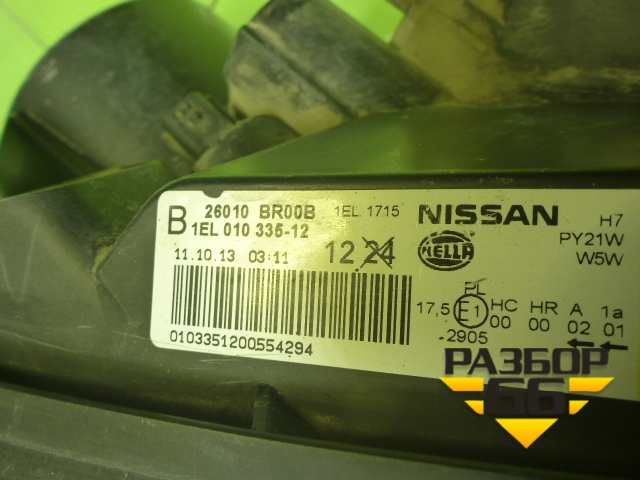 B 26010 BR00B 1EL 1715 NISSAN H7
1EL 010 335-12 PY21W
11.10.13 03:11 12 24 HELLA W5W
PL
17,5 E1 HC HR A 1a
00 00 02 01
-2905
0103351200554294
РАЗБОР
66